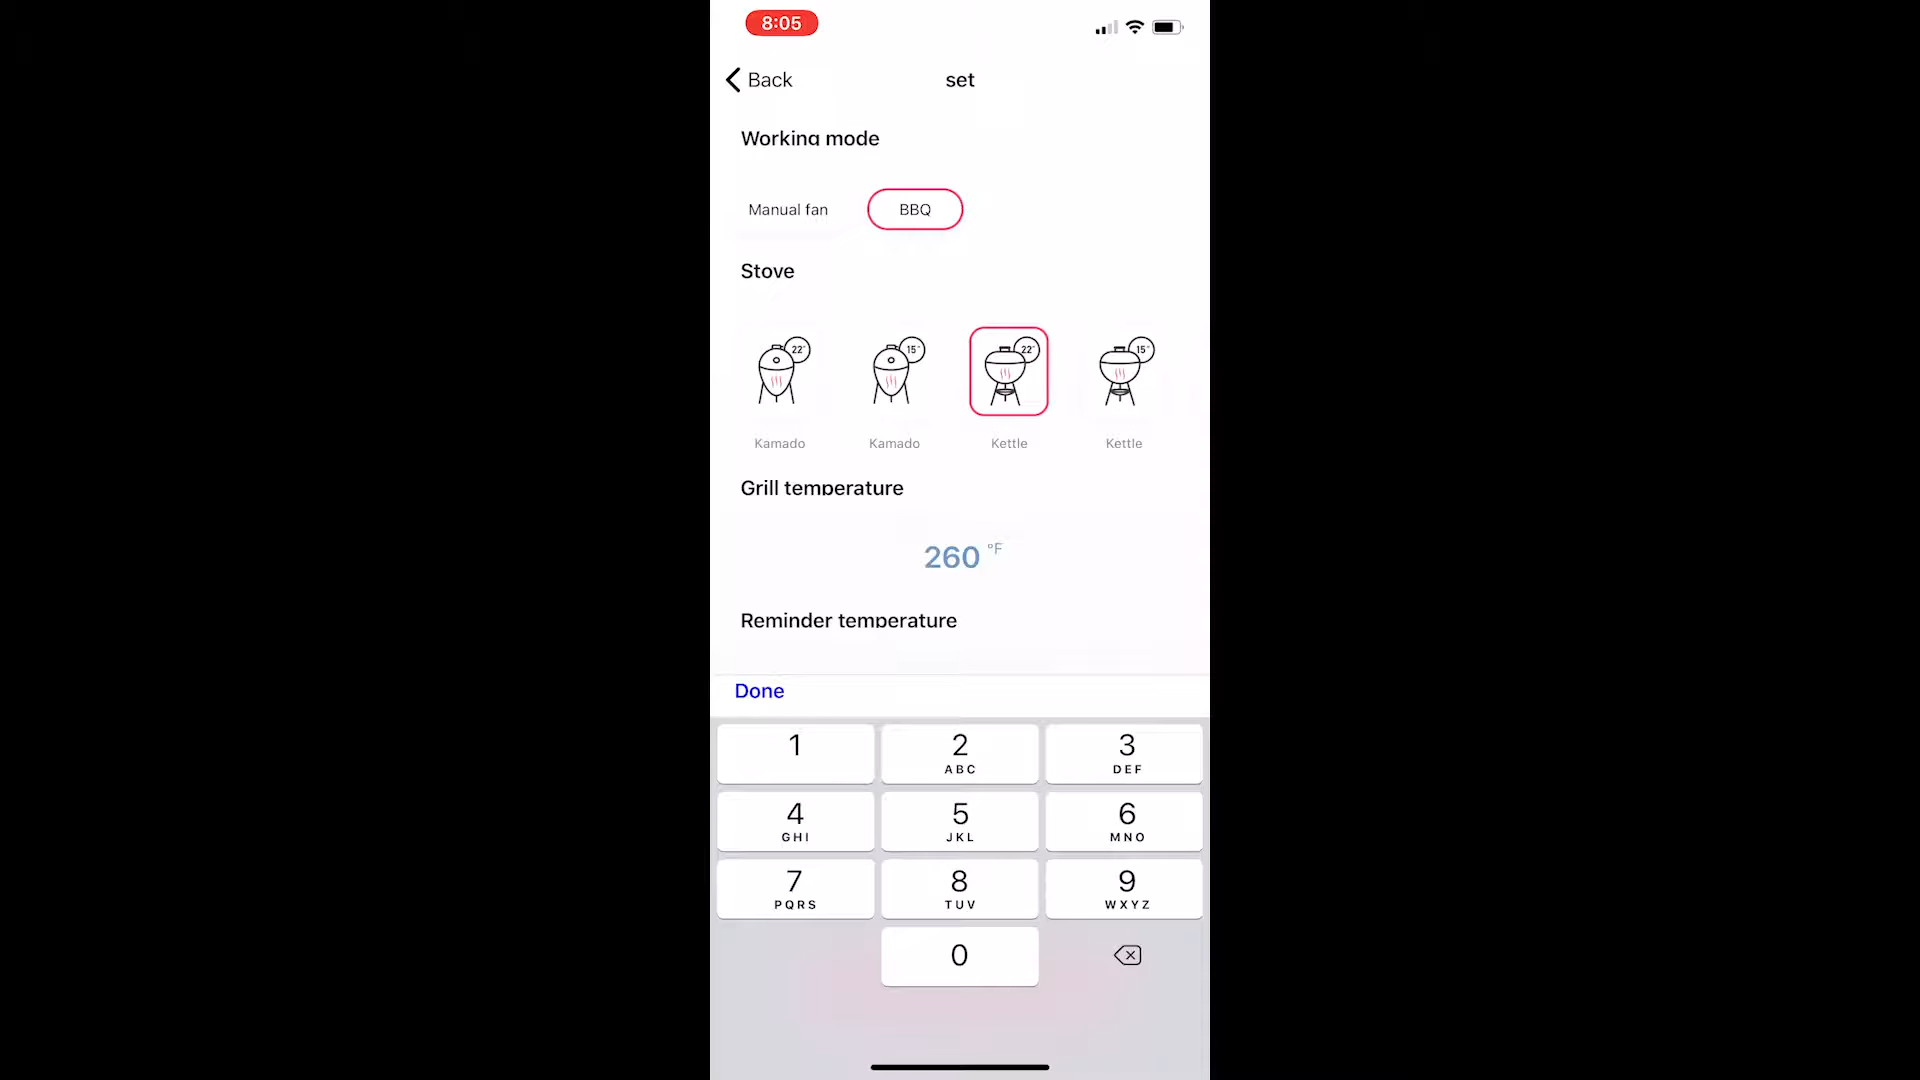 8:05
Back
set
Working mode
Manual fan
BBQ
Stove
22"
15"
22"
15"
Kamado
Kamado
Kettle
Kettle
Grill temperature
260 °F
Reminder temperature
Done
1
2
ABC
3
DEF
4
GHI
5
JKL
6
MNO
7
PQRS
8
TUV
9
WXYZ
0